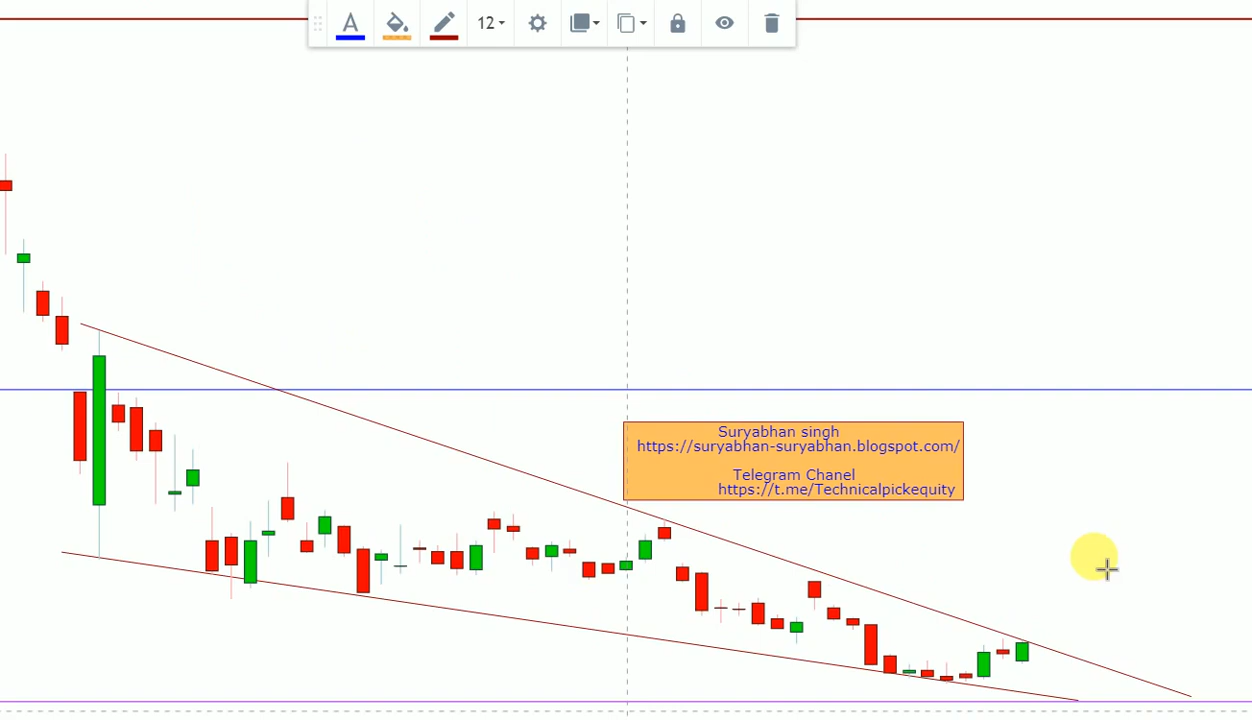 A
12
Suryabhan singh
https://suryabhan-suryabhan.blogspot.com/
Telegram Chanel
https://t.me/Technicalpickequity